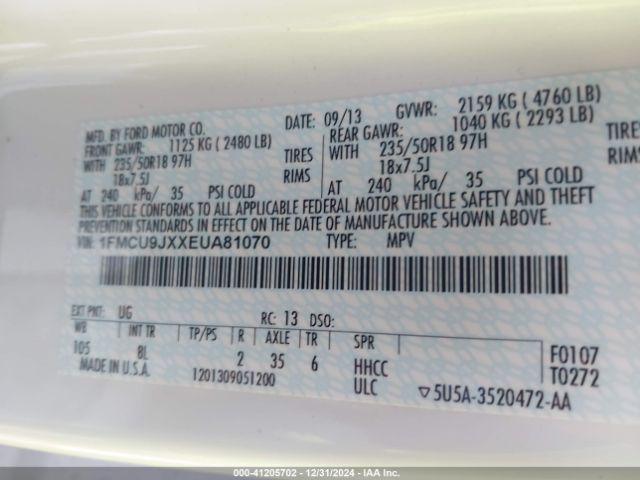 MFD. BY FORD MOTOR CO. DATE: 09/13 GVWR: 2159 KG ( 4760 LB)
FRONT GAWR: 1125 KG ( 2480 LB) REAR GAWR: 1040 KG ( 2293 LB)
WITH 235/50R18 97H TIRES WITH 235/50R18 97H TIRES
18x7.5J RIMS 18x7.5J RIMS
AT 240 kPa/ 35 PSI COLD AT 240 kPa/ 35 PSI COLD
THIS VEHICLE CONFORMS TO ALL APPLICABLE FEDERAL MOTOR VEHICLE SAFETY AND THEFT
PREVENTION STANDARDS IN EFFECT ON THE DATE OF MANUFACTURE SHOWN ABOVE.
VIN: 1FMCU9JXXEUA81070 TYPE: MPV
EXT PNT: UG RC: 13 DSO:
WB INT TR TP/PS R AXLE TR SPR
105 8L 2 35 6 HHCC F0107
MADE IN U.S.A. 1201309051200 ULC T0272
▽5U5A-3520472-AA
000-41205702 - 12/31/2024 - IAA Inc.